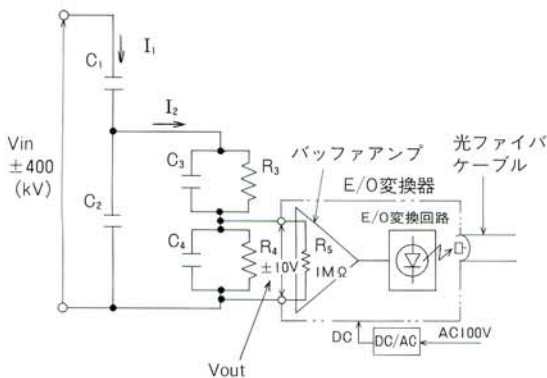 I₁
C₁
I₂
Vin
±400
(kV)
C₂
C₃
R₃
C₄
R₄
±10V
R₅
1MΩ
バッファアンプ
光ファイバ
ケーブル
E/O変換器
E/O変換回路
DC
DC/AC
AC100V
Vout